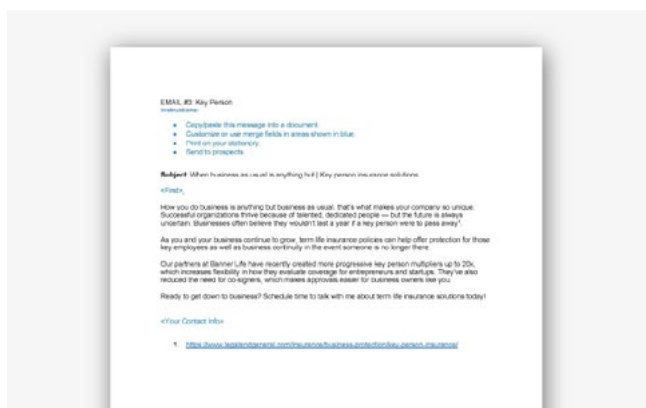 EMAIL #3: Key Person
Instructions:
Copy/paste this message into a document
Customize or use merge fields in areas shown in blue
Print on your stationery
Send to prospects
Subject: When business as usual is anything but | Key person insurance solutions
<First>,
How you do business is anything but business as usual, that's what makes your company so unique.
Successful organizations thrive because of talented, dedicated people — but the future is always
uncertain. Businesses often believe they wouldn't last a year if a key person were to pass away¹.
As you and your business continue to grow, term life insurance policies can help offer protection for those
key employees as well as business continuity in the event someone is no longer there.
Our partners at Banner Life have recently created more progressive key person multipliers up to 20x,
which increases flexibility in how they evaluate coverage for entrepreneurs and startups. They've also
reduced the need for co-signers, which makes approvals easier for business owners like you.
Ready to get down to business? Schedule time to talk with me about term life insurance solutions today!
<Your Contact Info>
1. https://www.legalandgeneral.com/insurance/business-protection/key-person-insurance/